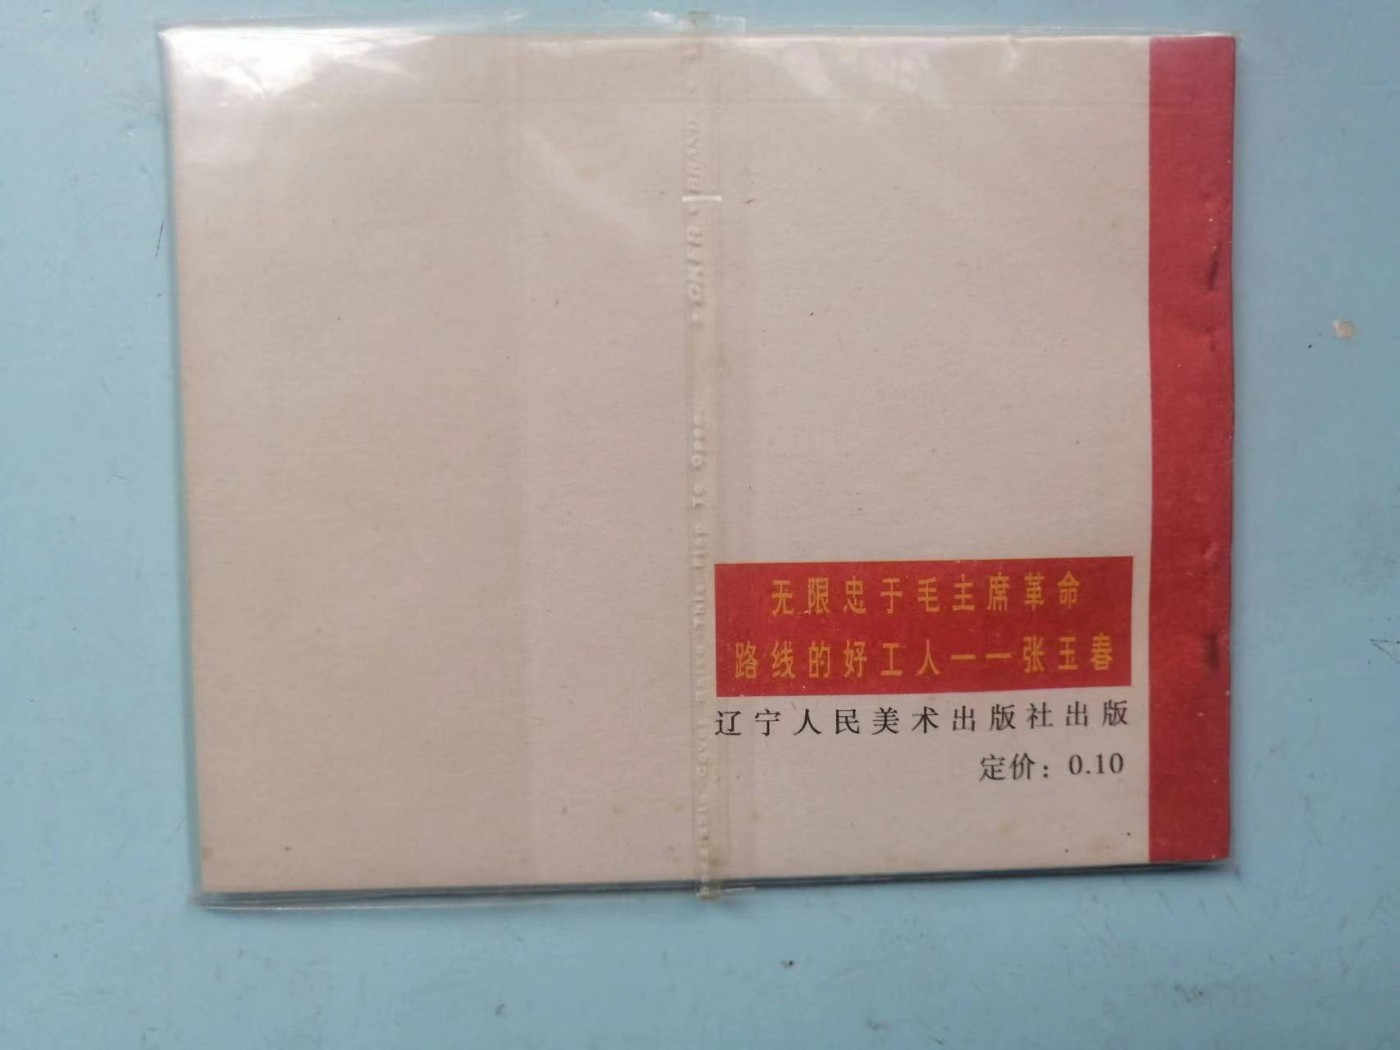 无限忠于毛主席革命
路线的好工人——张玉春
辽宁人民美术出版社出版
定价：0.10